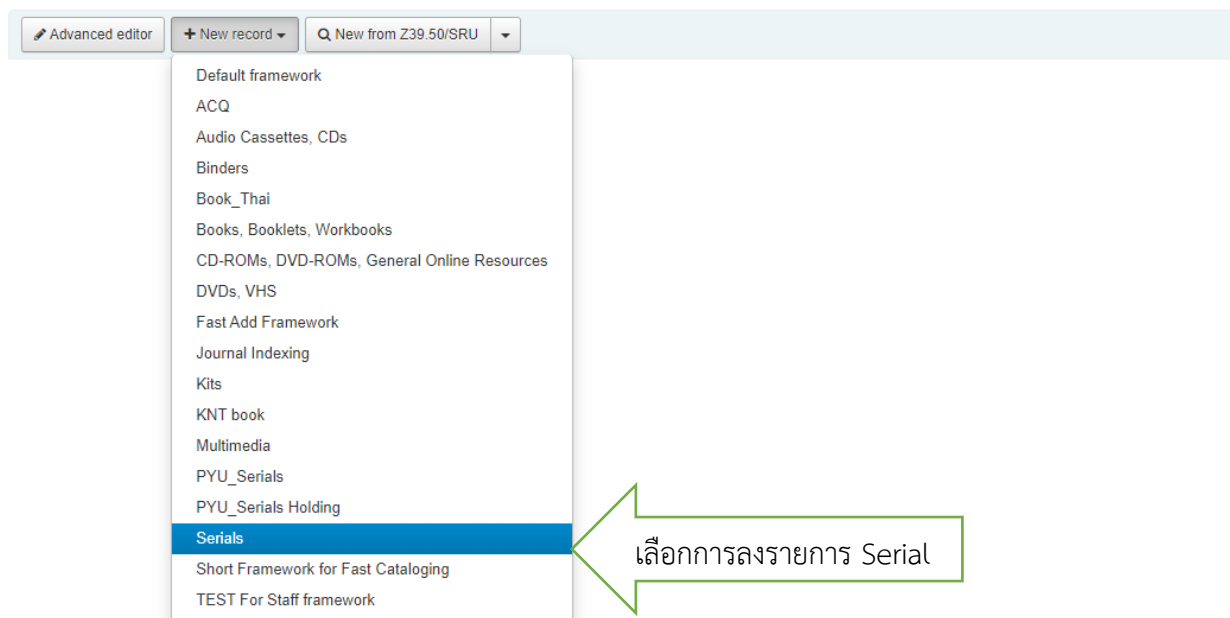 Advanced editor
New record
New from Z39.50/SRU
Default framework
ACQ
Audio Cassettes, CDs
Binders
Book_Thai
Books, Booklets, Workbooks
CD-ROMs, DVD-ROMs, General Online Resources
DVDs, VHS
Fast Add Framework
Journal Indexing
Kits
KNT book
Multimedia
PYU_Serials
PYU_Serials Holding
Serials
เลือกการลงรายการ Serial
Short Framework for Fast Cataloging
TEST For Staff framework